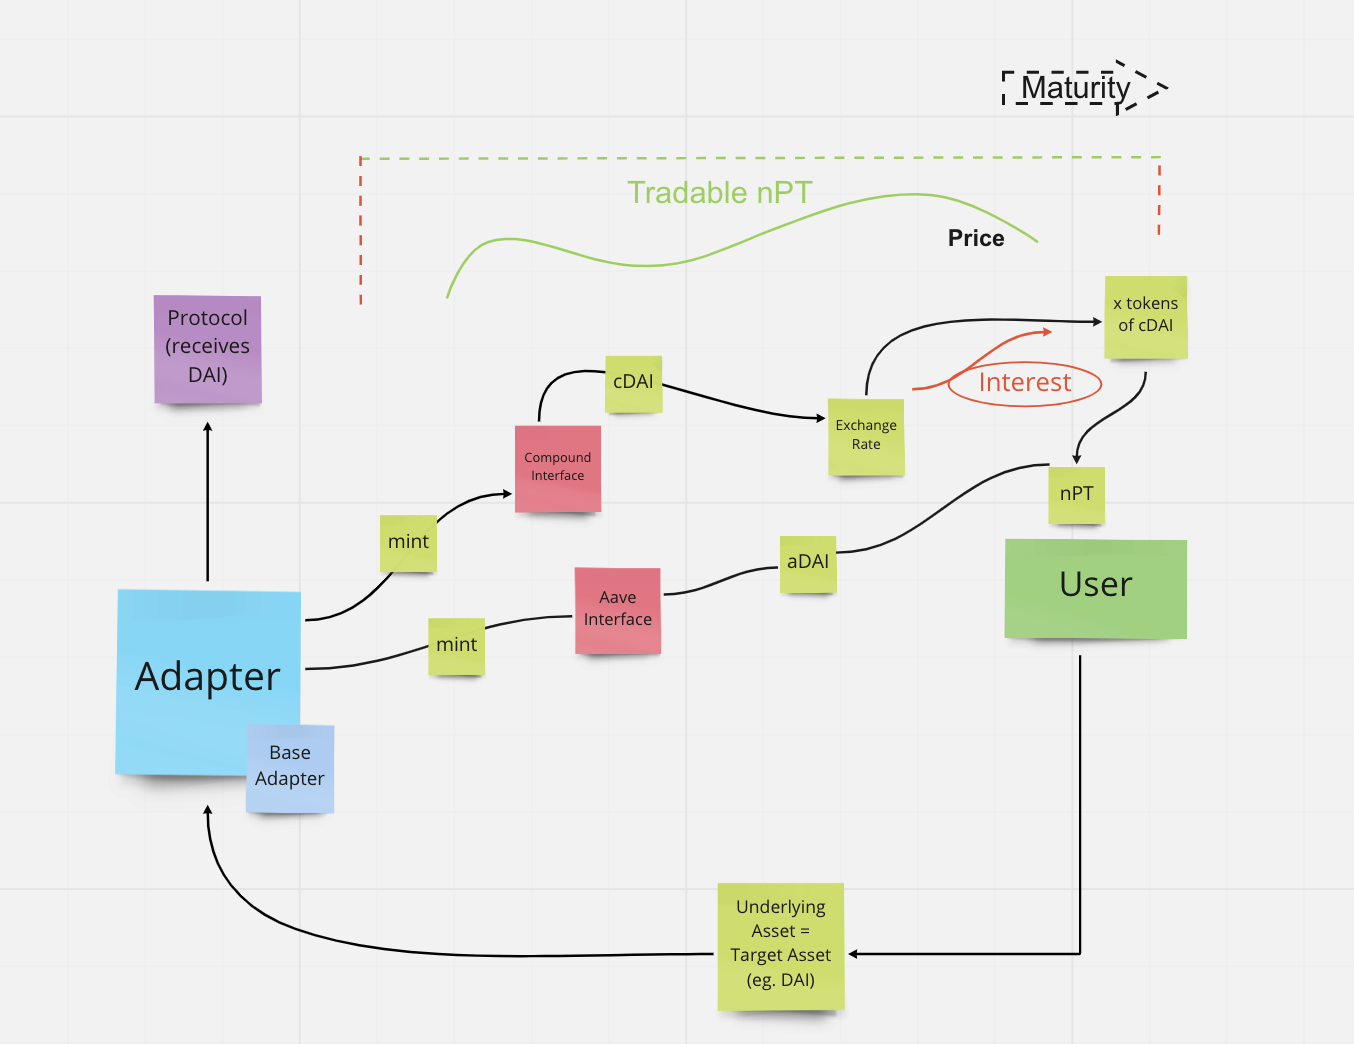 Maturity
Tradable nPT
Price
Protocol
(receives
DAI)
x tokens
of cDAI
cDAI
Interest
Exchange
Rate
Compound
Interface
nPT
mint
aDAI
User
Aave
Interface
mint
Adapter
Base
Adapter
Underlying
Asset =
Target Asset
(eg. DAI)